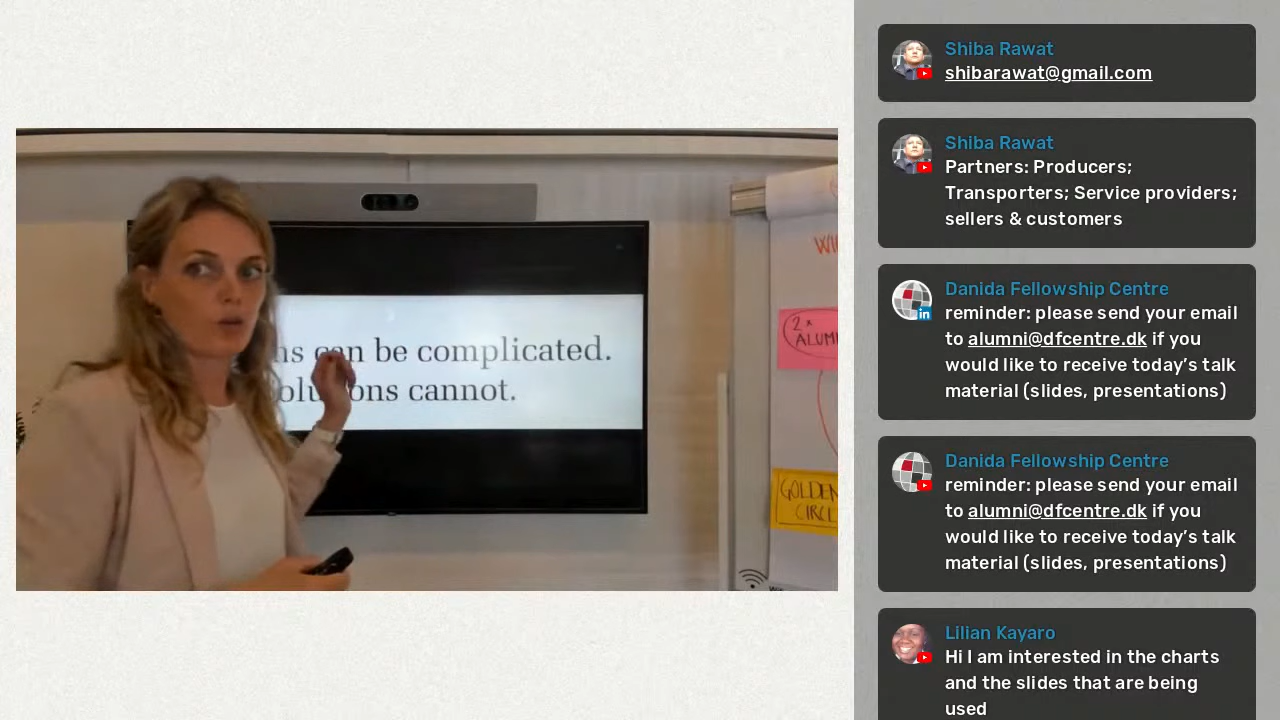 ns can be complicated.
olutions cannot.
WI
2x
ALUM
GOLDEN
CIRCL
Shiba Rawat
shibarawat@gmail.com
Shiba Rawat
Partners: Producers;
Transporters; Service providers;
sellers & customers
Danida Fellowship Centre
reminder: please send your email
to alumni@dfcentre.dk if you
would like to receive today’s talk
material (slides, presentations)
Danida Fellowship Centre
reminder: please send your email
to alumni@dfcentre.dk if you
would like to receive today’s talk
material (slides, presentations)
Lilian Kayaro
Hi I am interested in the charts
and the slides that are being
used